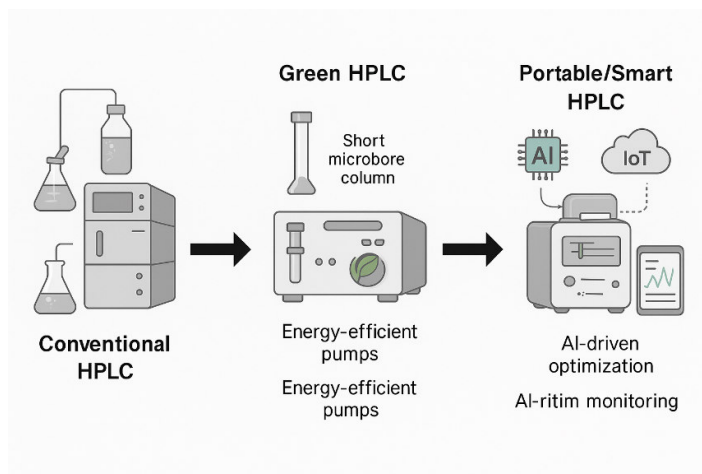 Conventional
HPLC
Green HPLC
Short
microbore
column
Energy-efficient
pumps
Energy-efficient
pumps
Portable/Smart
HPLC
AI
IoT
AI-driven
optimization
AI-ritim monitoring